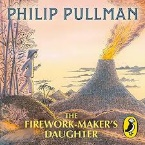 PHILIP PULLMAN
THE
FIREWORK-MAKER'S
DAUGHTER